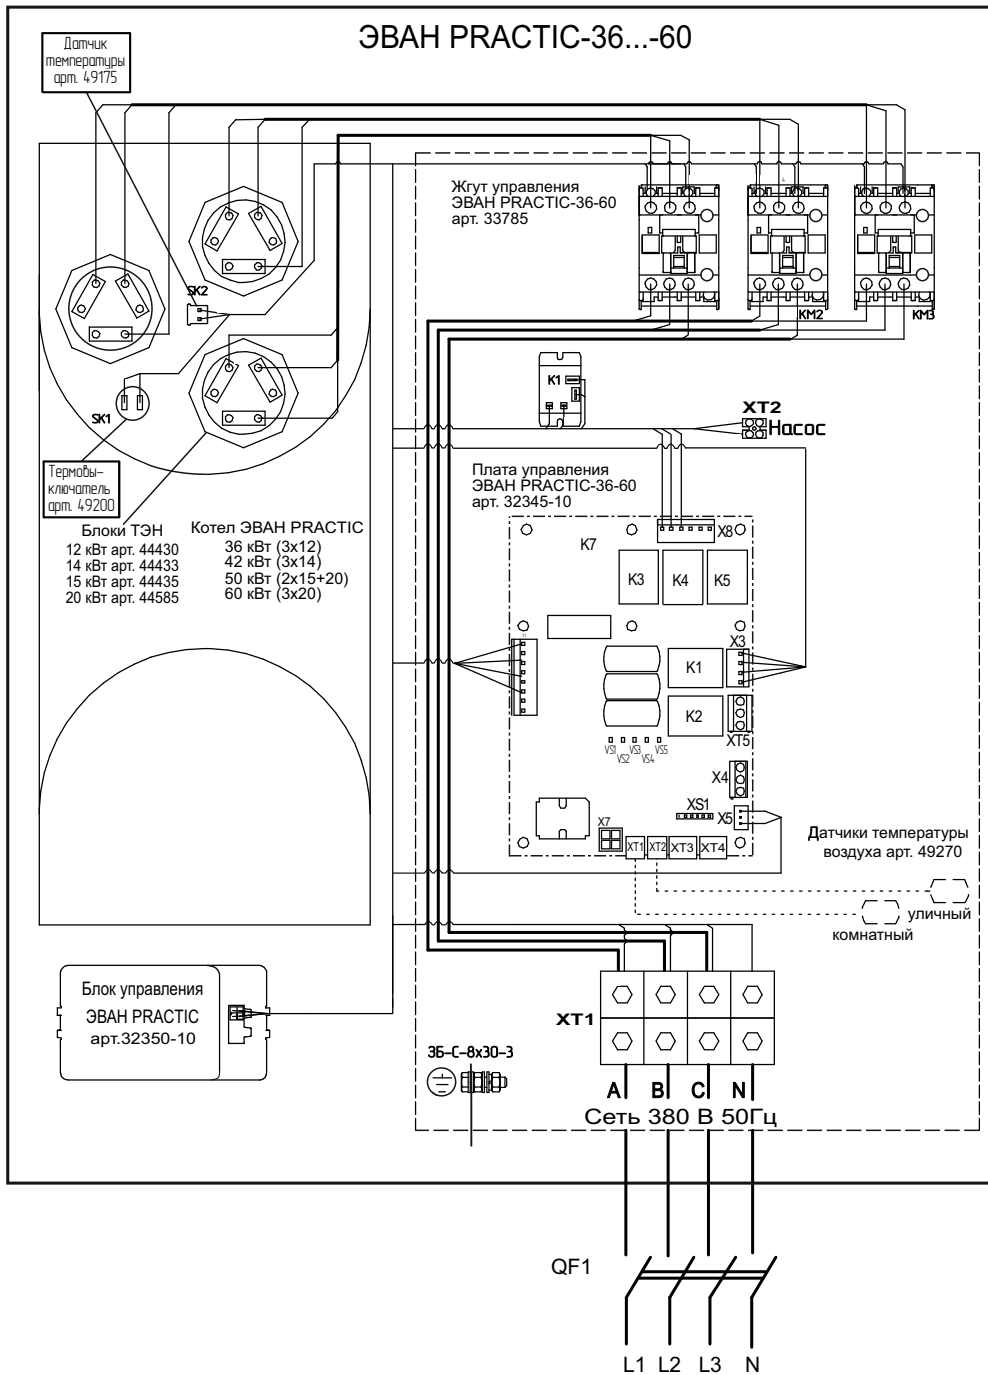 ЭВАН PRACTIC-36...-60
Датчик
температуры
арт. 49175
Жгут управления
ЭВАН PRACTIC-36-60
арт. 33785
SK2
KM2
KM3
K1
SK1
XT2
Насос
Термовы-
ключатель
арт. 49200
Плата управления
ЭВАН PRACTIC-36-60
арт. 32345-10
Блоки ТЭН
12 кВт арт. 44430
14 кВт арт. 44433
15 кВт арт. 44435
20 кВт арт. 44585
Котел ЭВАН PRACTIC
36 кВт (3х12)
42 кВт (3х14)
50 кВт (2х15+20)
60 кВт (3х20)
K7
X8
K3
K4
K5
X3
K1
K2
XT5
VS1
VS2
VS3
VS4
VS5
X4
XS1
X5
X7
XT1
XT2
XT3
XT4
Датчики температуры
воздуха арт. 49270
уличный
комнатный
Блок управления
ЭВАН PRACTIC
арт.32350-10
XT1
ЭБ-С-8х30-3
A B C N
Сеть 380 В 50Гц
QF1
L1 L2 L3 N